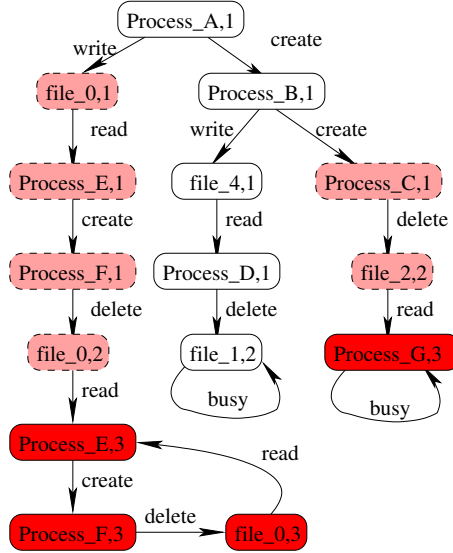 Process_A,1
write
create
file_0,1
Process_B,1
read
write
create
Process_E,1
file_4,1
Process_C,1
create
read
delete
Process_F,1
Process_D,1
file_2,2
delete
delete
read
file_0,2
file_1,2
Process_G,3
read
busy
busy
Process_E,3
read
create
delete
Process_F,3
file_0,3